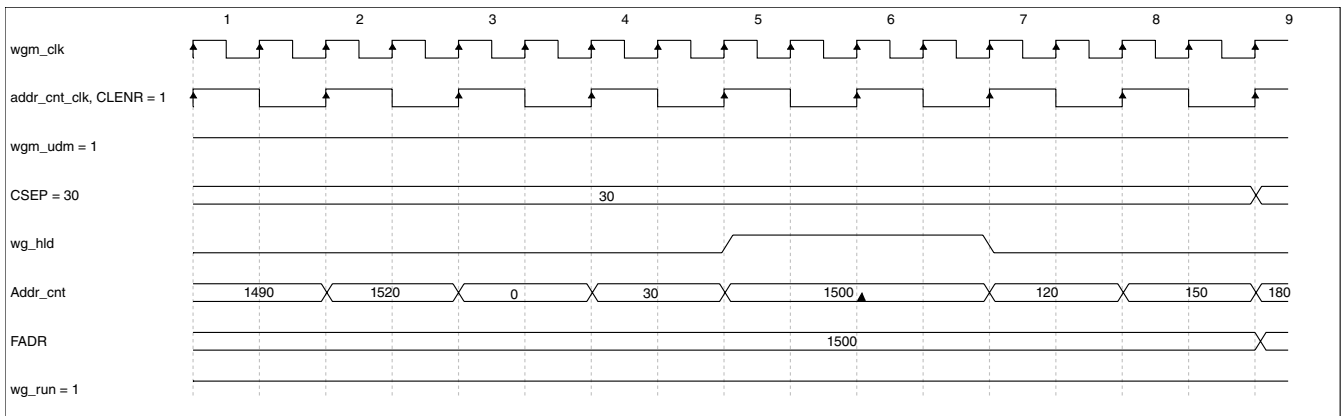 1 2 3 4 5 6 7 8 9
wgm_clk
addr_cnt_clk, CLENR = 1
wgm_udm = 1
CSEP = 30 30
wg_hld
Addr_cnt 1490 1520 0 30 1500 120 150 180
FADR 1500
wg_run = 1